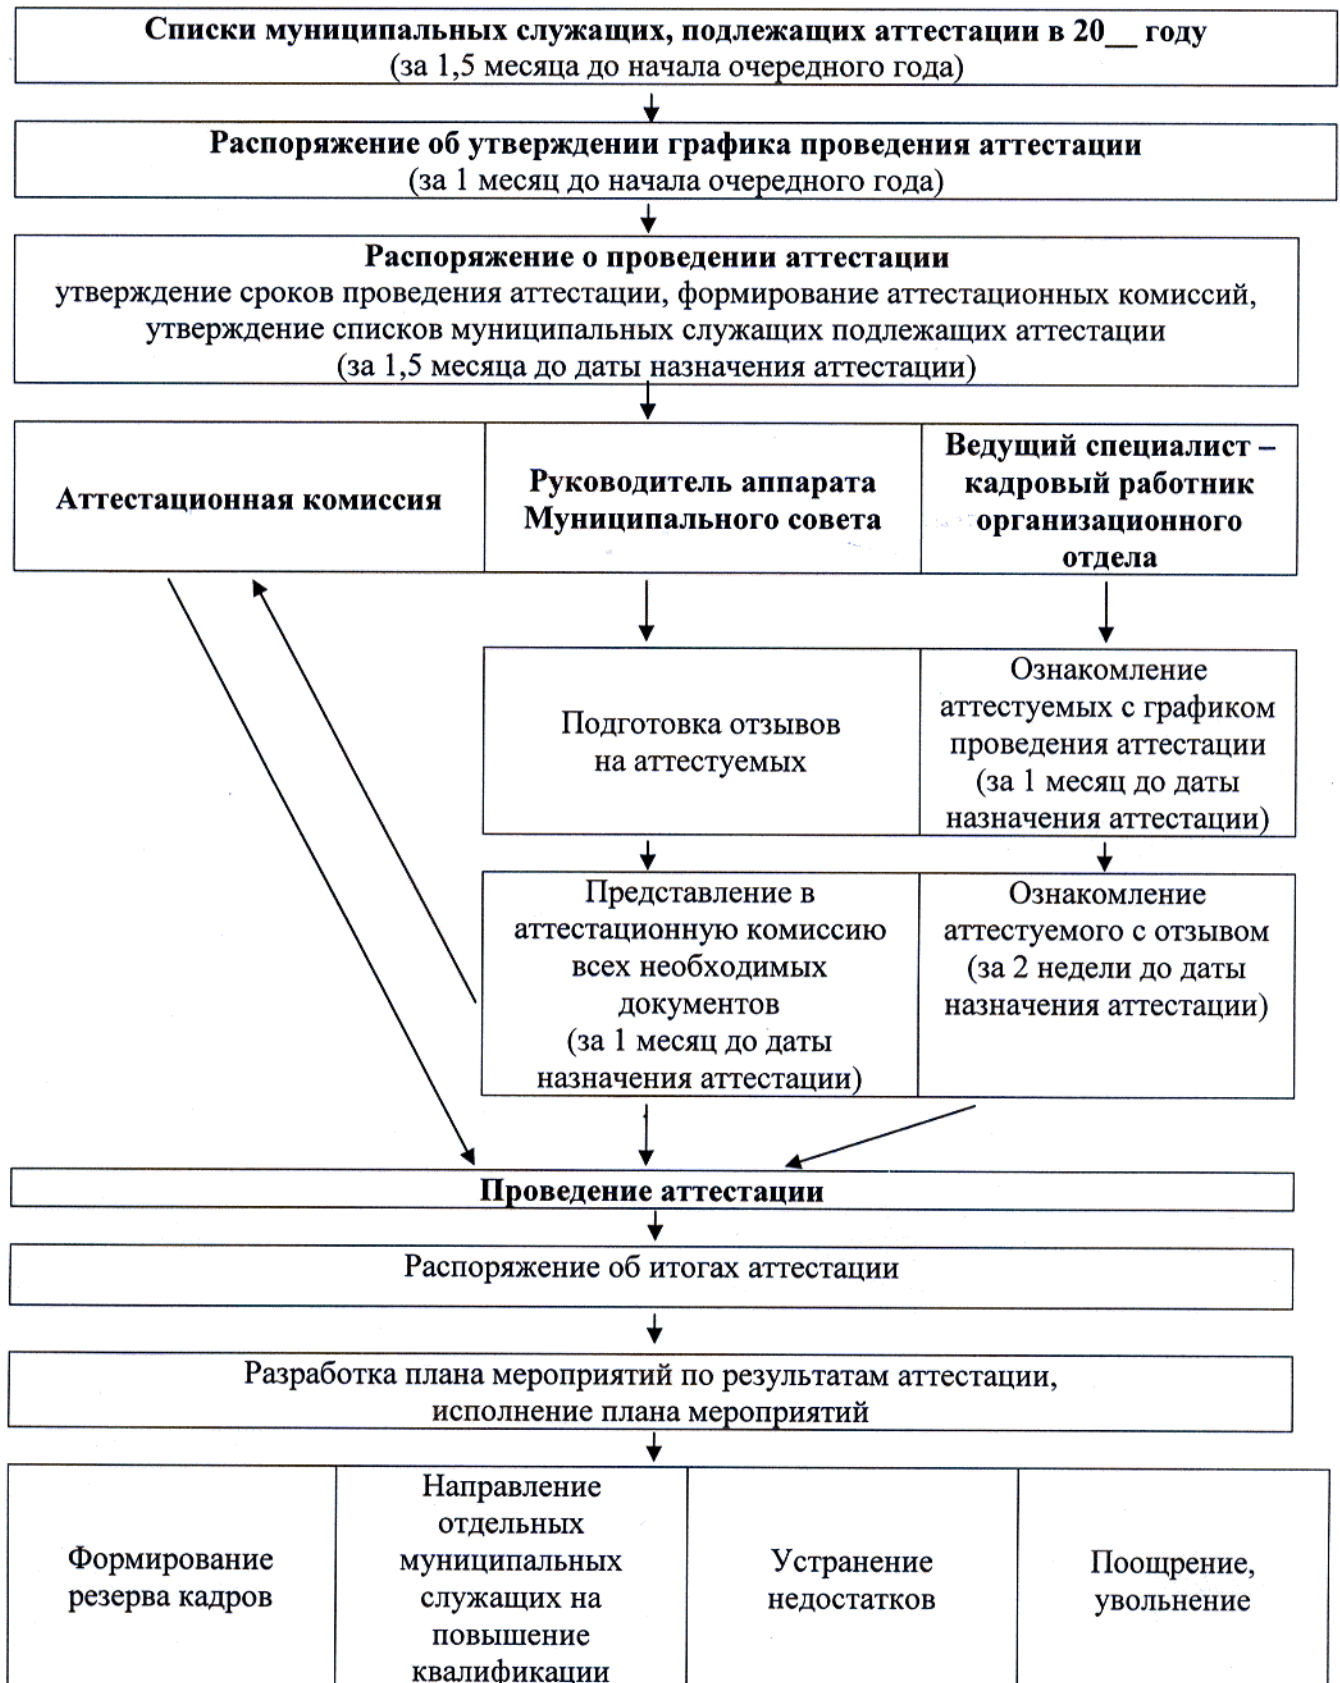 Списки муниципальных служащих, подлежащих аттестации в 20__ году
(за 1,5 месяца до начала очередного года)
Распоряжение об утверждении графика проведения аттестации
(за 1 месяц до начала очередного года)
Распоряжение о проведении аттестации
утверждение сроков проведения аттестации, формирование аттестационных комиссий,
утверждение списков муниципальных служащих подлежащих аттестации
(за 1,5 месяца до даты назначения аттестации)
Аттестационная комиссия
Руководитель аппарата
Муниципального совета
Ведущий специалист –
кадровый работник
организационного
отдела
Подготовка отзывов
на аттестуемых
Ознакомление
аттестуемых с графиком
проведения аттестации
(за 1 месяц до даты
назначения аттестации)
Представление в
аттестационную комиссию
всех необходимых
документов
(за 1 месяц до даты
назначения аттестации)
Ознакомление
аттестуемого с отзывом
(за 2 недели до даты
назначения аттестации)
Проведение аттестации
Распоряжение об итогах аттестации
Разработка плана мероприятий по результатам аттестации,
исполнение плана мероприятий
Формирование
резерва кадров
Направление
отдельных
муниципальных
служащих на
повышение
квалификации
Устранение
недостатков
Поощрение,
увольнение